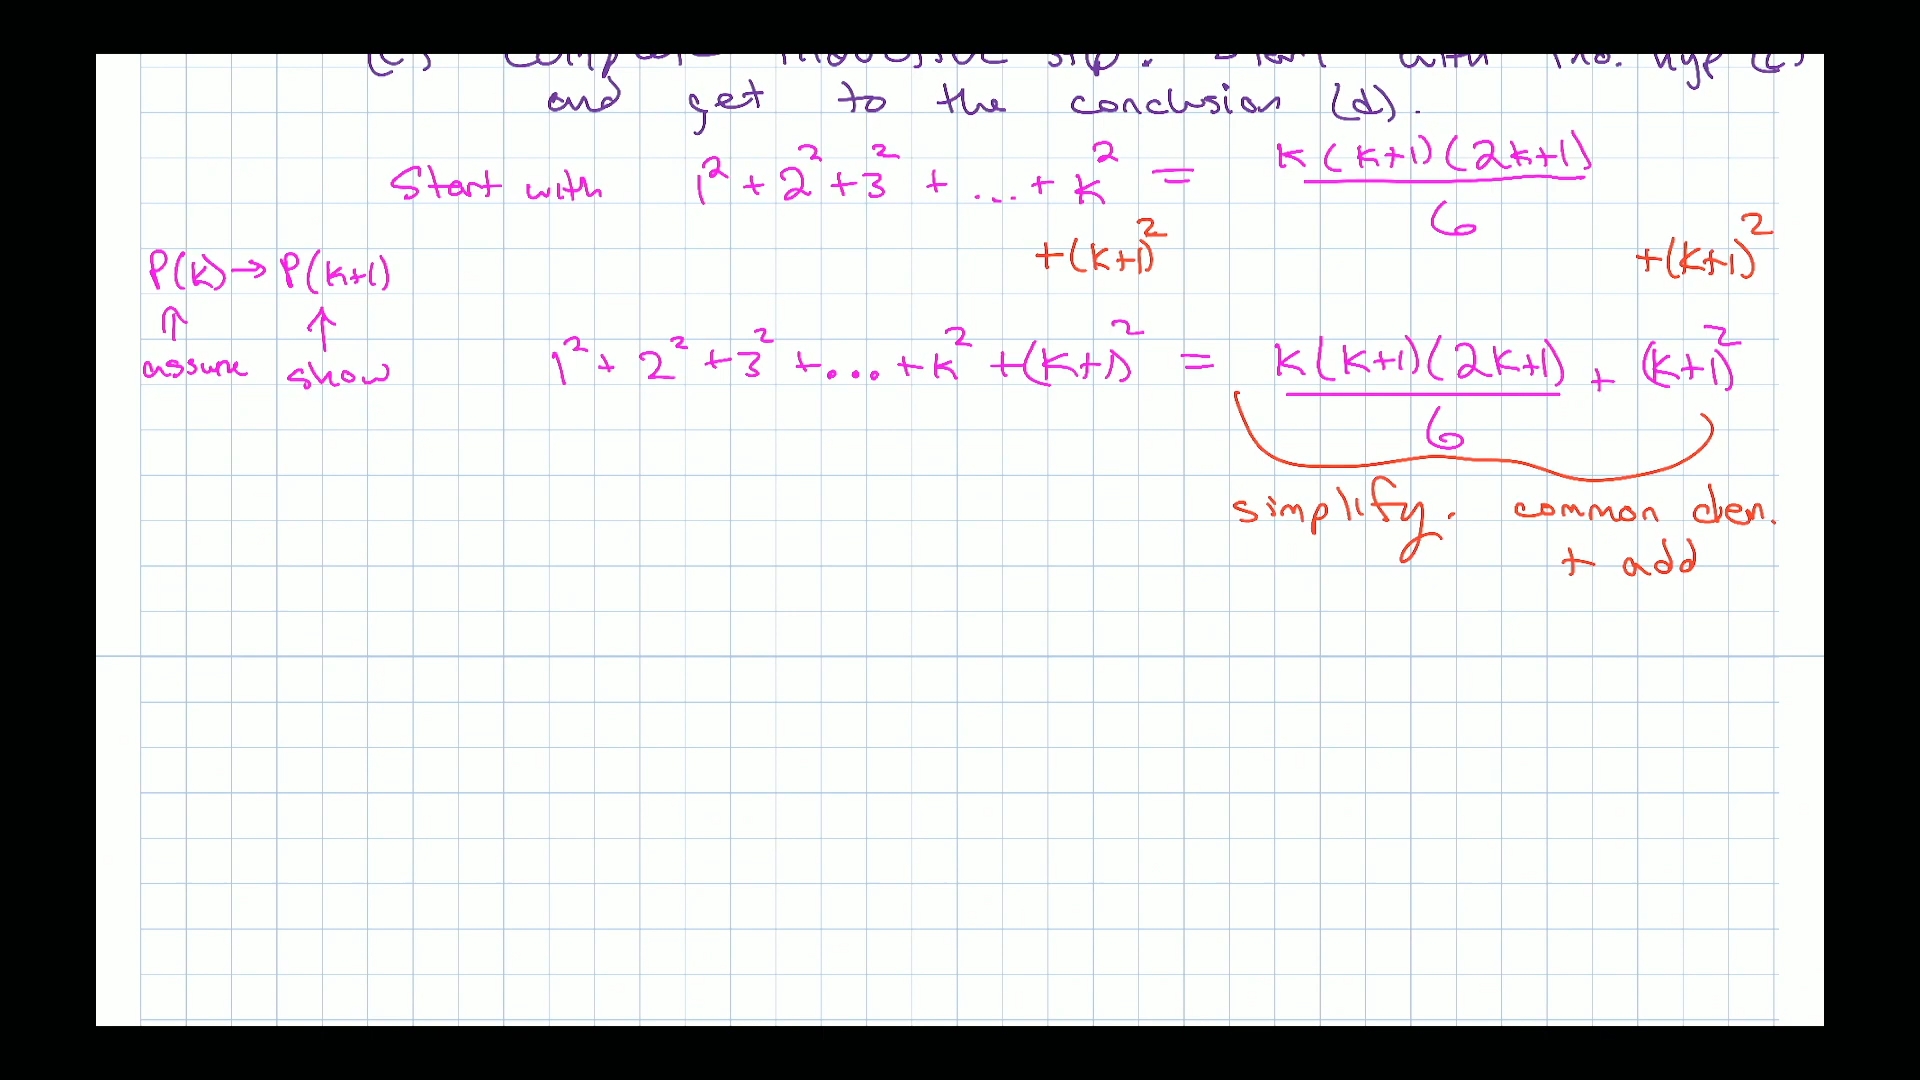 and get to the conclusion (d).
Start with 1² + 2² + 3² + ... + k² = k(k+1)(2k+1)/6
+(k+1)² +(k+1)²
P(k) → P(k+1)
↑ ↑
assume show
1² + 2² + 3² + ... + k² + (k+1)² = k(k+1)(2k+1)/6 + (k+1)²
simplify. common den.
+ add